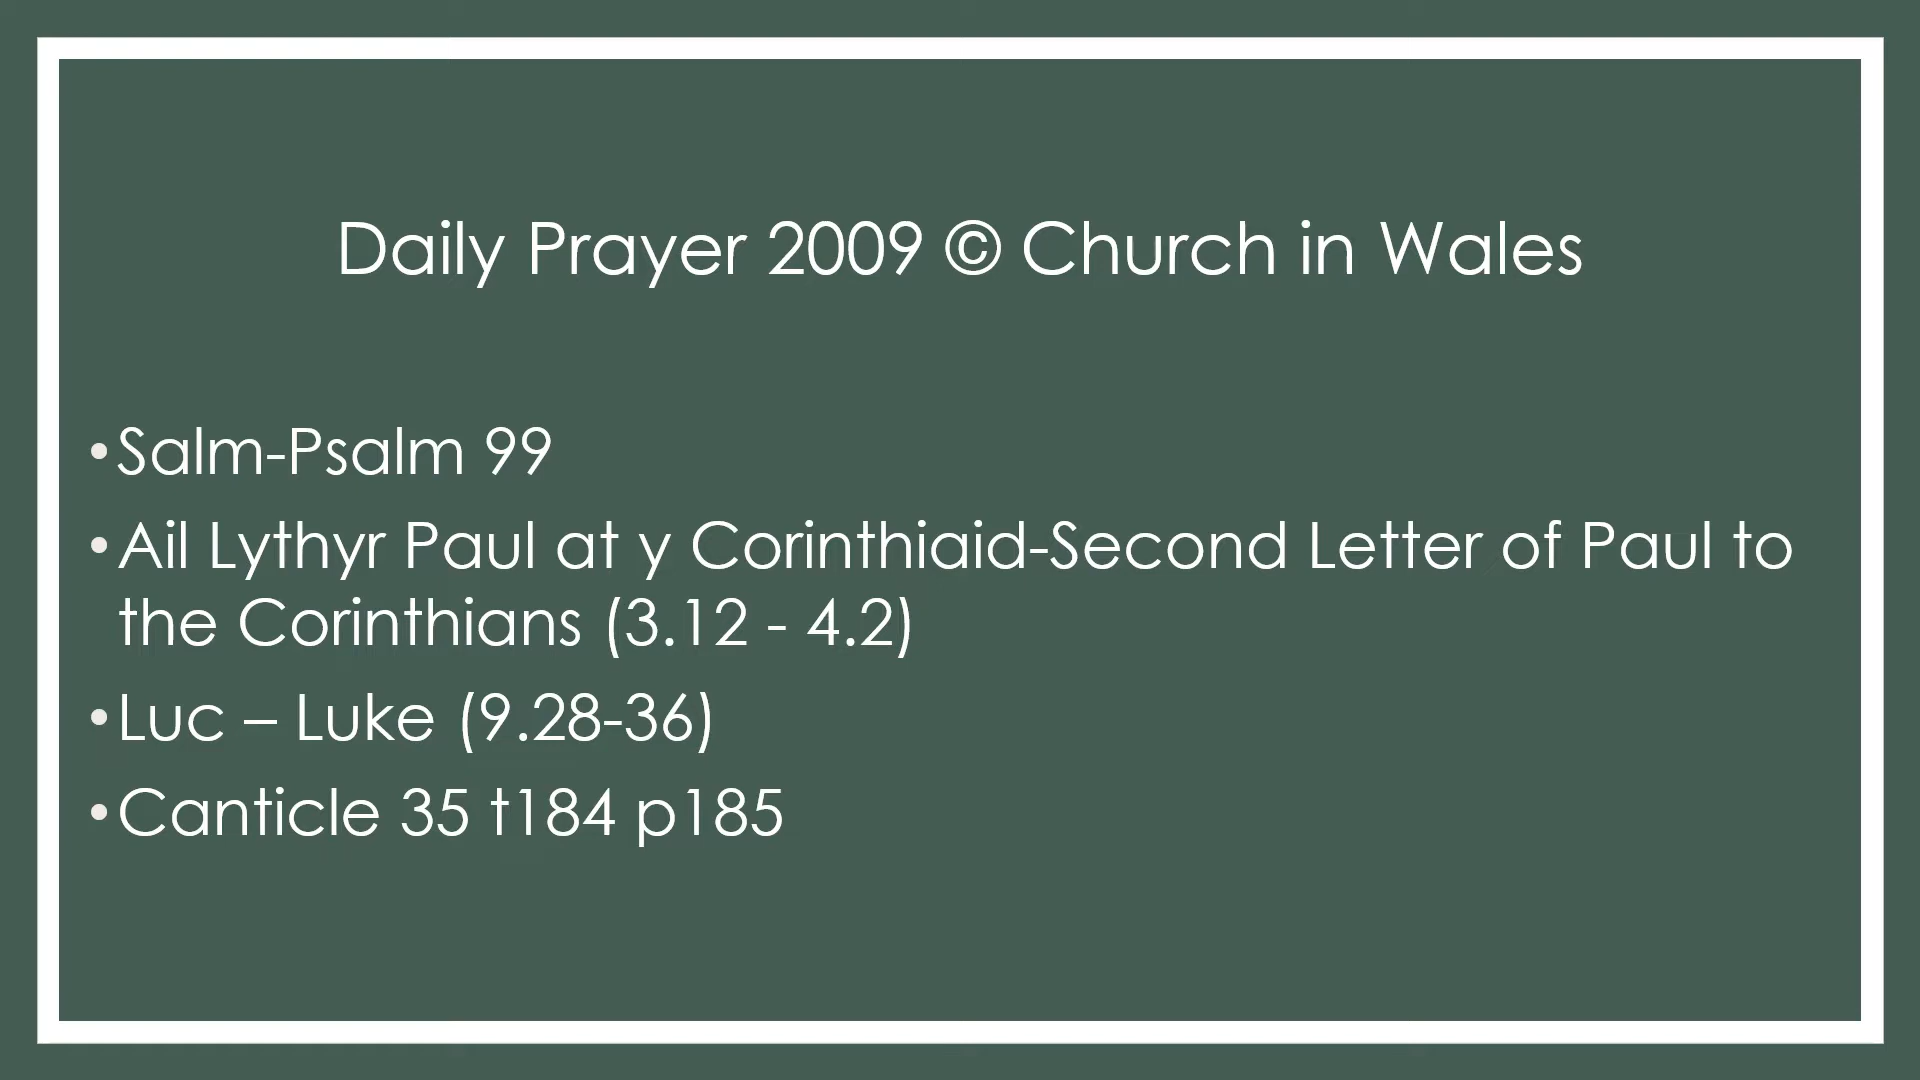 Daily Prayer 2009 © Church in Wales
•Salm-Psalm 99
•Ail Lythyr Paul at y Corinthiaid-Second Letter of Paul to
the Corinthians (3.12 - 4.2)
•Luc – Luke (9.28-36)
•Canticle 35 t184 p185